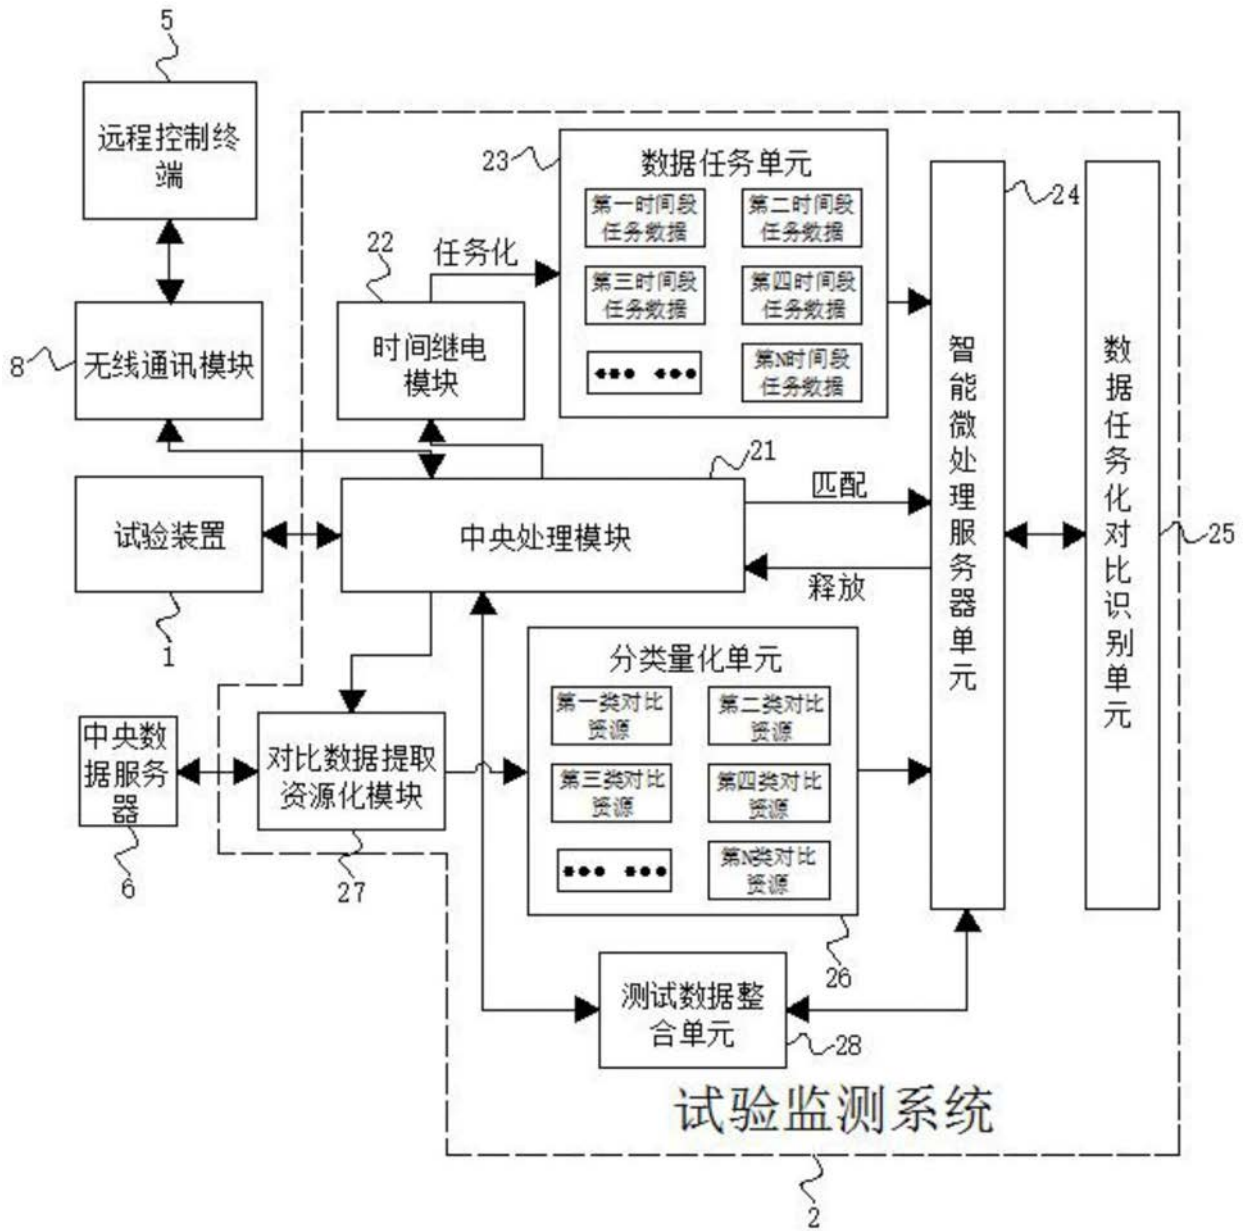 5
远程控制终
端
23
数据任务单元
第一时间段
任务数据
第二时间段
任务数据
第三时间段
任务数据
第四时间段
任务数据
••• •••
第N时间段
任务数据
24
22
任务化
时间继电
模块
8
无线通讯模块
智能微处理服务器单元
数据任务化对比识别单元
25
21
匹配
试验装置
中央处理模块
释放
1
分类量化单元
第一类对比
资源
第二类对比
资源
第三类对比
资源
第四类对比
资源
••• •••
第N类对比
资源
中央数
据服务
器
6
对比数据提取
资源化模块
27
26
测试数据整
合单元
28
试验监测系统
2